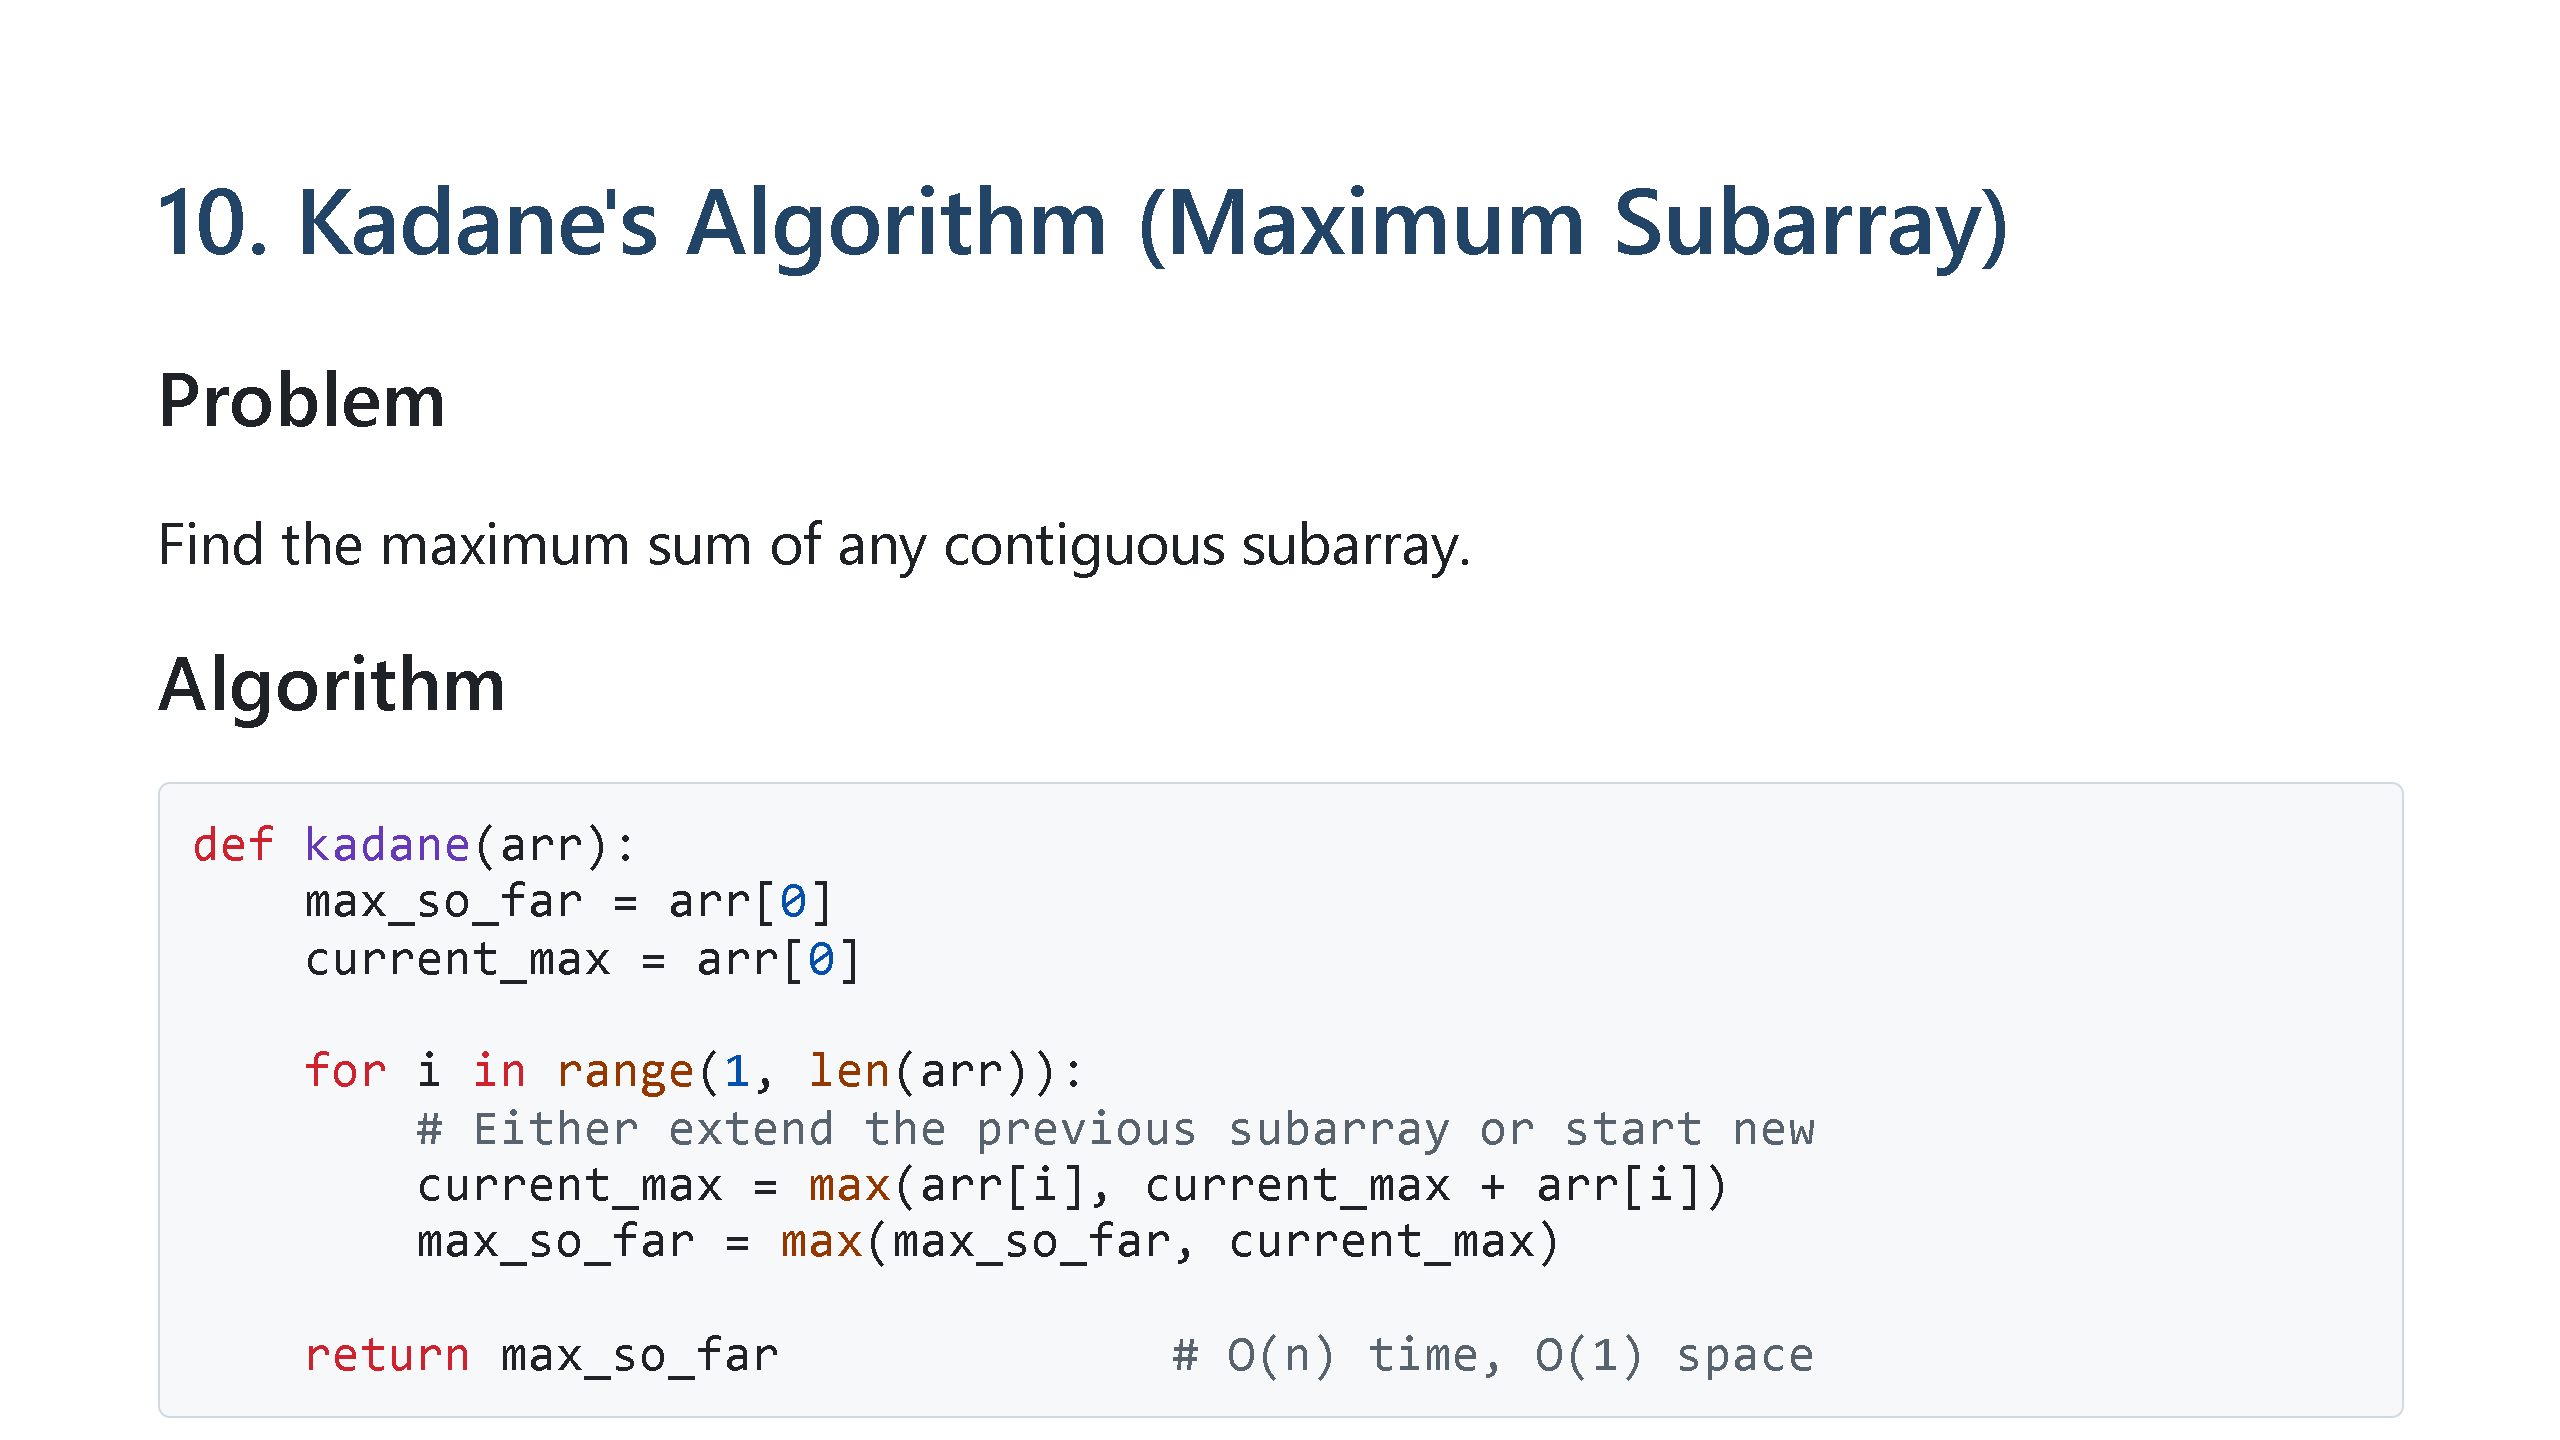 10. Kadane's Algorithm (Maximum Subarray)
Problem
Find the maximum sum of any contiguous subarray.
Algorithm
def kadane(arr):
    max_so_far = arr[0]
    current_max = arr[0]
    for i in range(1, len(arr)):
        # Either extend the previous subarray or start new
        current_max = max(arr[i], current_max + arr[i])
        max_so_far = max(max_so_far, current_max)
    return max_so_far              # O(n) time, O(1) space